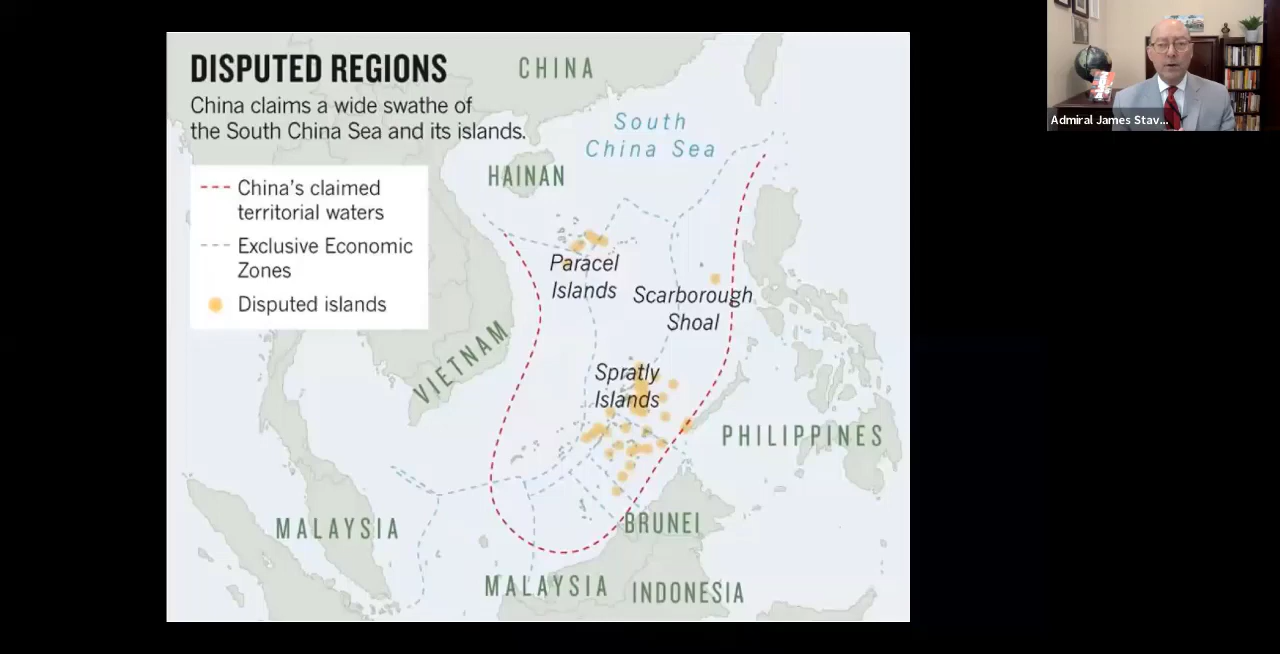 DISPUTED REGIONS
China claims a wide swathe of
the South China Sea and its islands.
China's claimed
territorial waters
Exclusive Economic
Zones
Disputed islands
CHINA
South
China Sea
HAINAN
Paracel
Islands
Scarborough
Shoal
VIETNAM
Spratly
Islands
PHILIPPINES
MALAYSIA
BRUNEI
MALAYSIA
INDONESIA
Admiral James Stav...